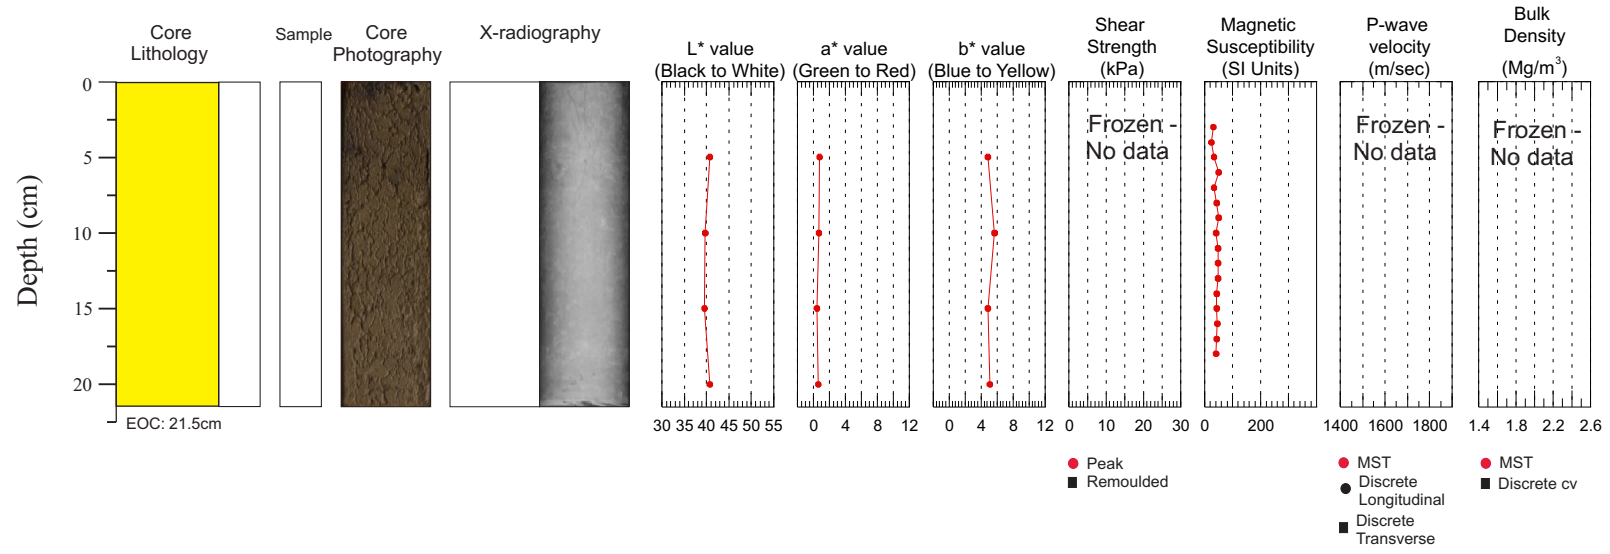 Core
Lithology
Sample
Core
Photography
X-radiography
L* value
(Black to White)
a* value
(Green to Red)
b* value
(Blue to Yellow)
Shear
Strength
(kPa)
Magnetic
Susceptibility
(SI Units)
P-wave
velocity
(m/sec)
Bulk
Density
(Mg/m³)
Depth (cm)
0
5
10
15
20
EOC: 21.5cm
Frozen -
No data
Frozen -
No data
Frozen -
No data
30 35 40 45 50 55
0 4 8 12
0 4 8 12
0 10 20 30
0 200
1400 1600 1800
1.4 1.8 2.2 2.6
Peak
Remoulded
MST
Discrete
Longitudinal
Discrete
Transverse
MST
Discrete cv